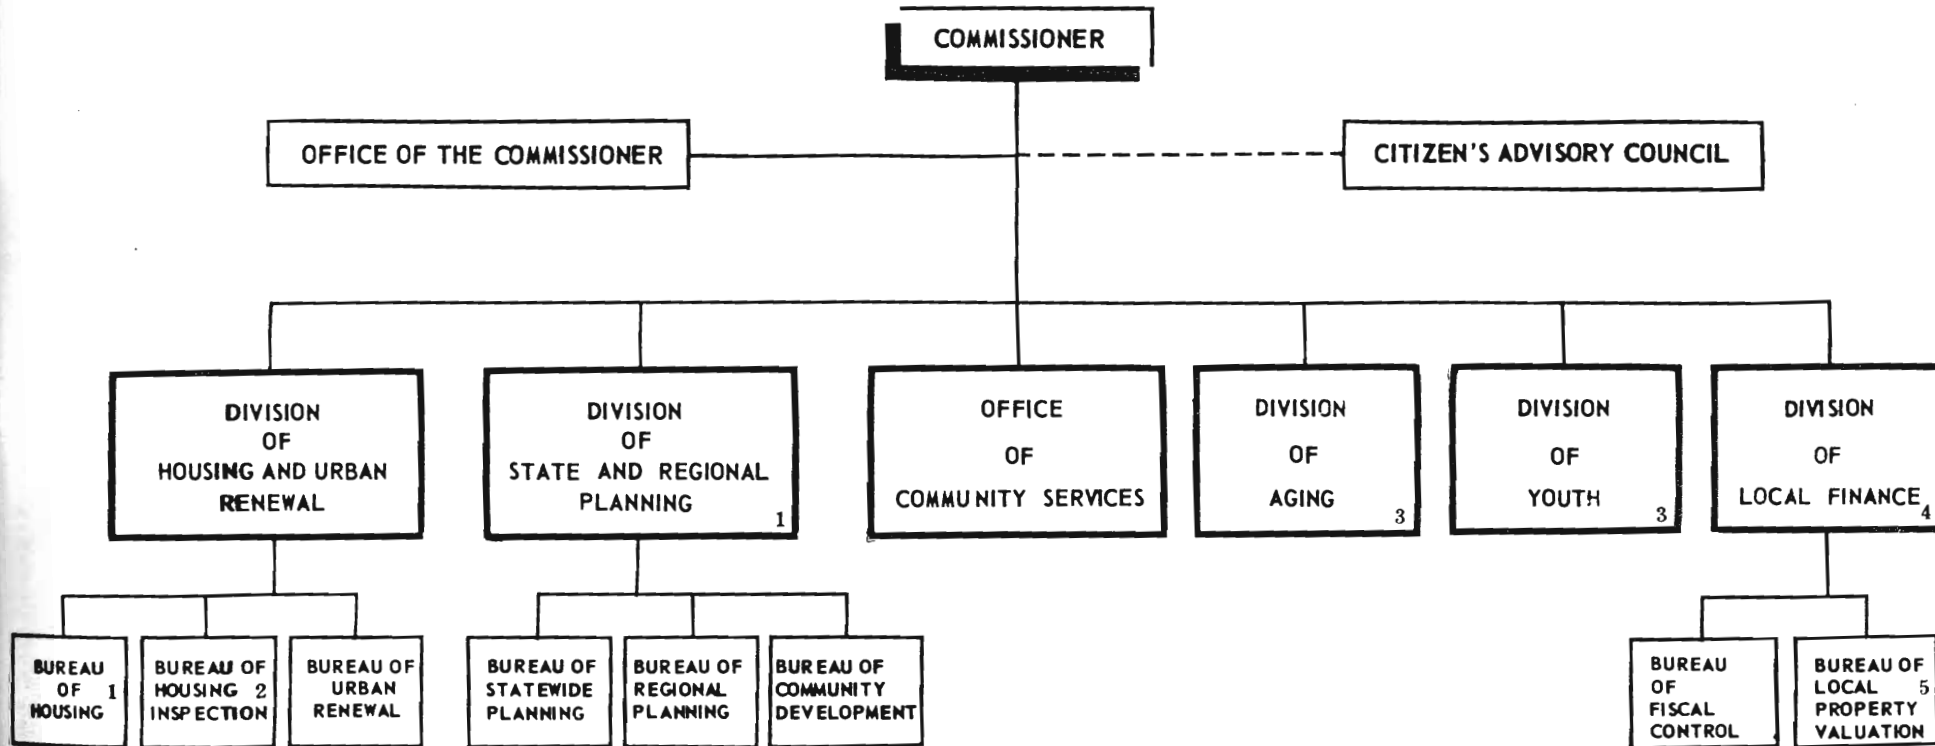 COMMISSIONER
OFFICE OF THE COMMISSIONER
CITIZEN'S ADVISORY COUNCIL
DIVISION
OF
HOUSING AND URBAN
RENEWAL
DIVISION
OF
STATE AND REGIONAL
PLANNING
1
OFFICE
OF
COMMUNITY SERVICES
DIVISION
OF
AGING
3
DIVISION
OF
YOUTH
3
DIVISION
OF
LOCAL FINANCE
4
BUREAU
OF 1
HOUSING
BUREAU OF
HOUSING 2
INSPECTION
BUREAU OF
URBAN
RENEWAL
BUREAU OF
STATEWIDE
PLANNING
BUREAU OF
REGIONAL
PLANNING
BUREAU OF
COMMUNITY
DEVELOPMENT
BUREAU
OF
FISCAL
CONTROL
BUREAU OF
LOCAL 5
PROPERTY
VALUATION